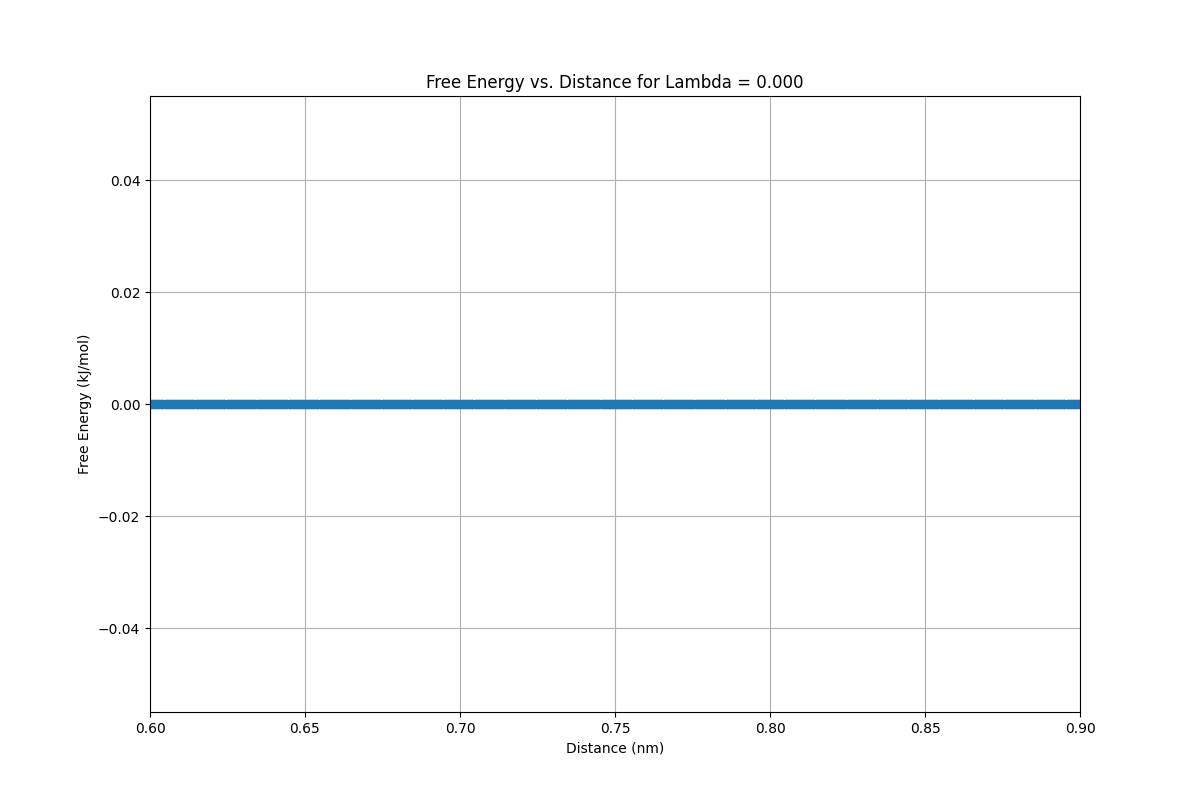 Free Energy vs. Distance for Lambda = 0.000
0.04
0.02
0.00
−0.02
−0.04
Free Energy (kJ/mol)
0.60 0.65 0.70 0.75 0.80 0.85 0.90
Distance (nm)